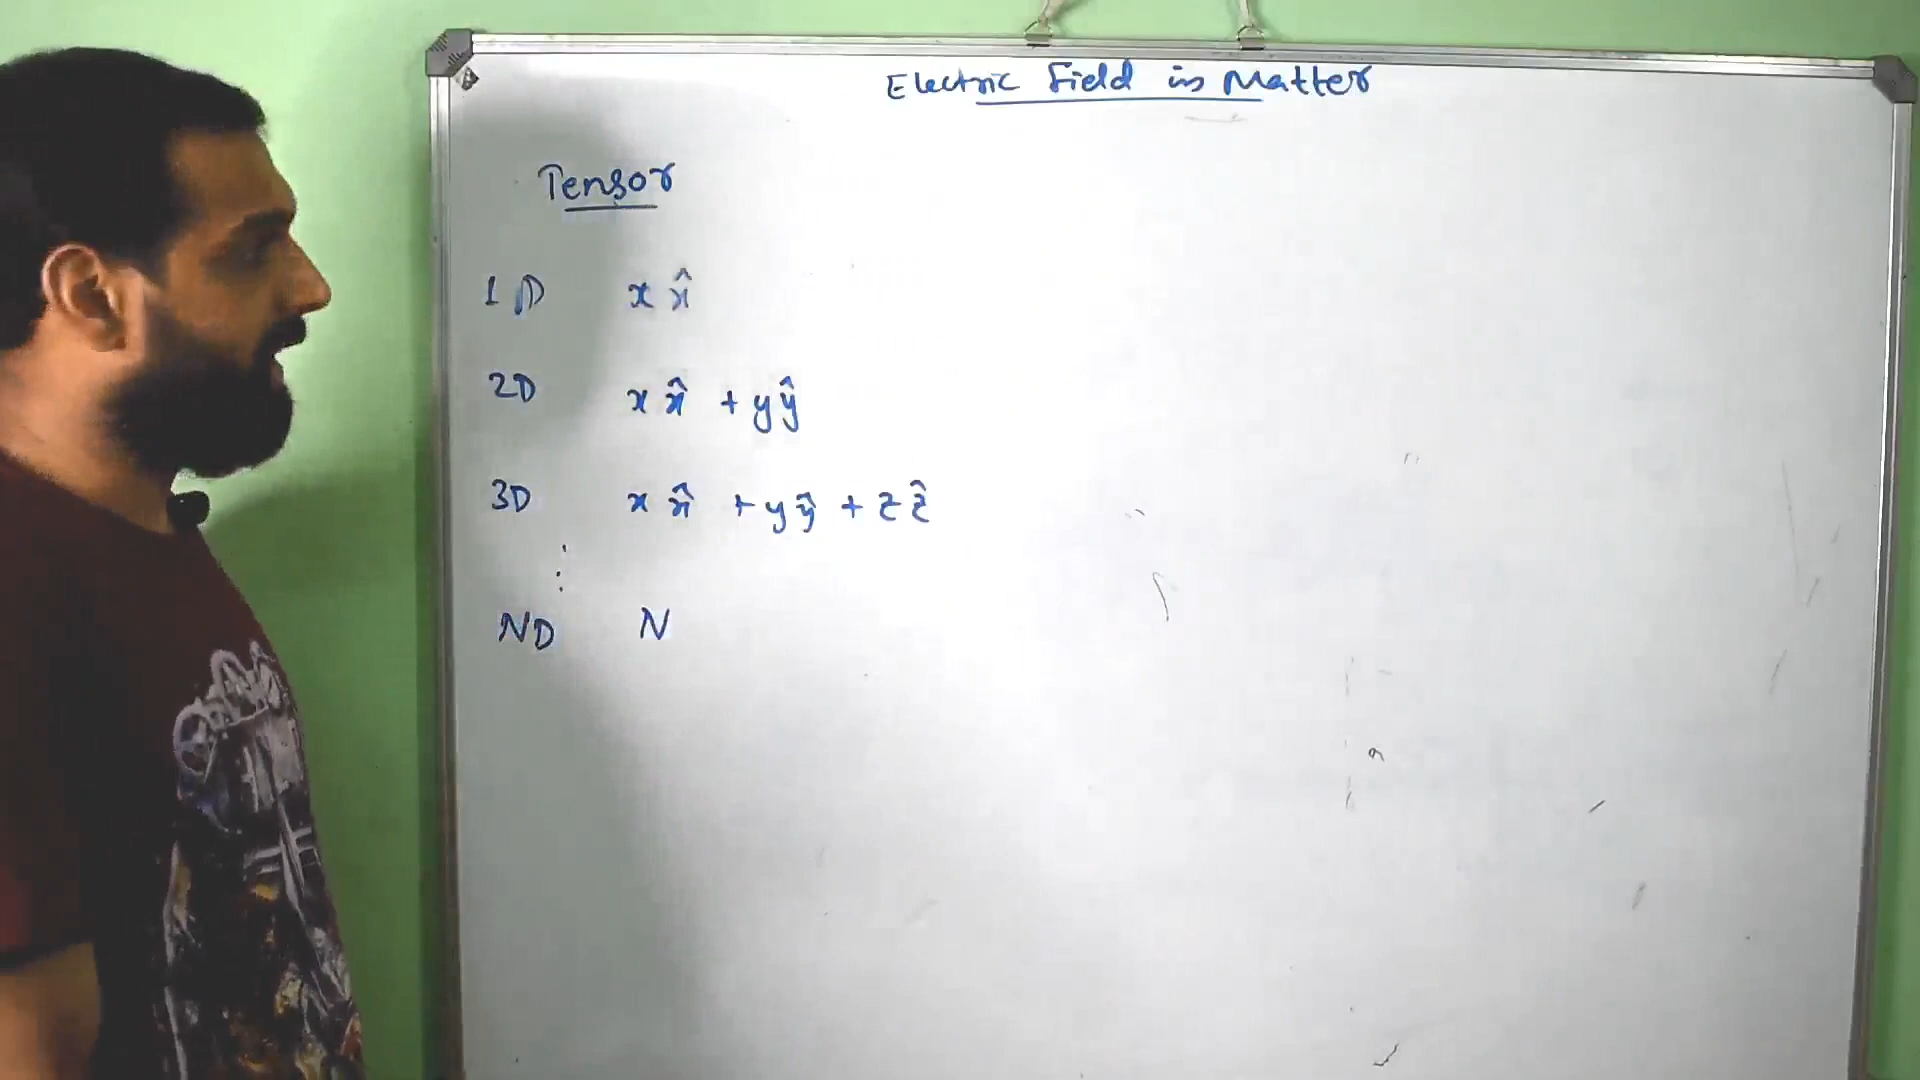 Electric Field in Matter
Tensor
1D x x̂
2D x x̂ + y ŷ
3D x x̂ + y ŷ + z ẑ
⋮
ND N